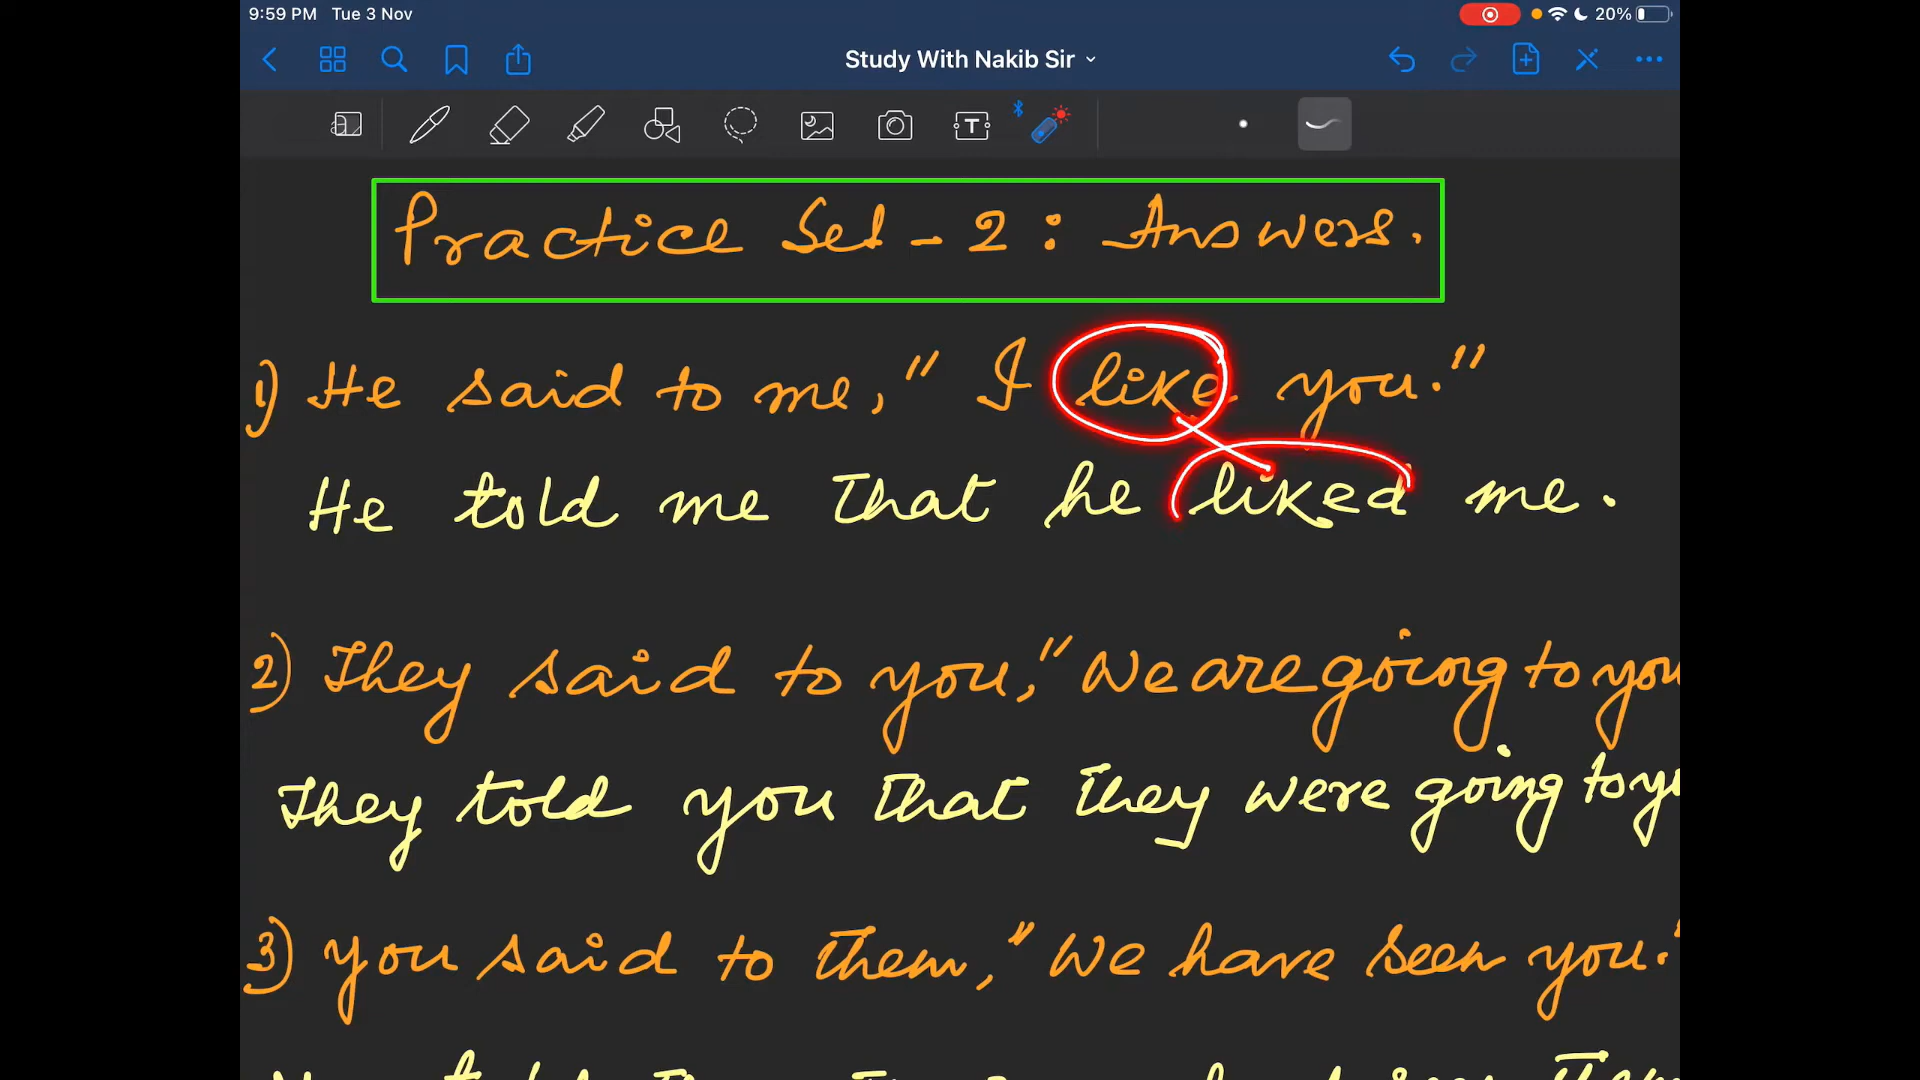 9:59 PM Tue 3 Nov 20%
Study With Nakib Sir
Practice Set - 2 : Answers.
1) He said to me, " I like you."
He told me that he liked me.
2) They said to you, " We are going to you
They told you that they were going to yo
3) you said to them, " We have seen you."